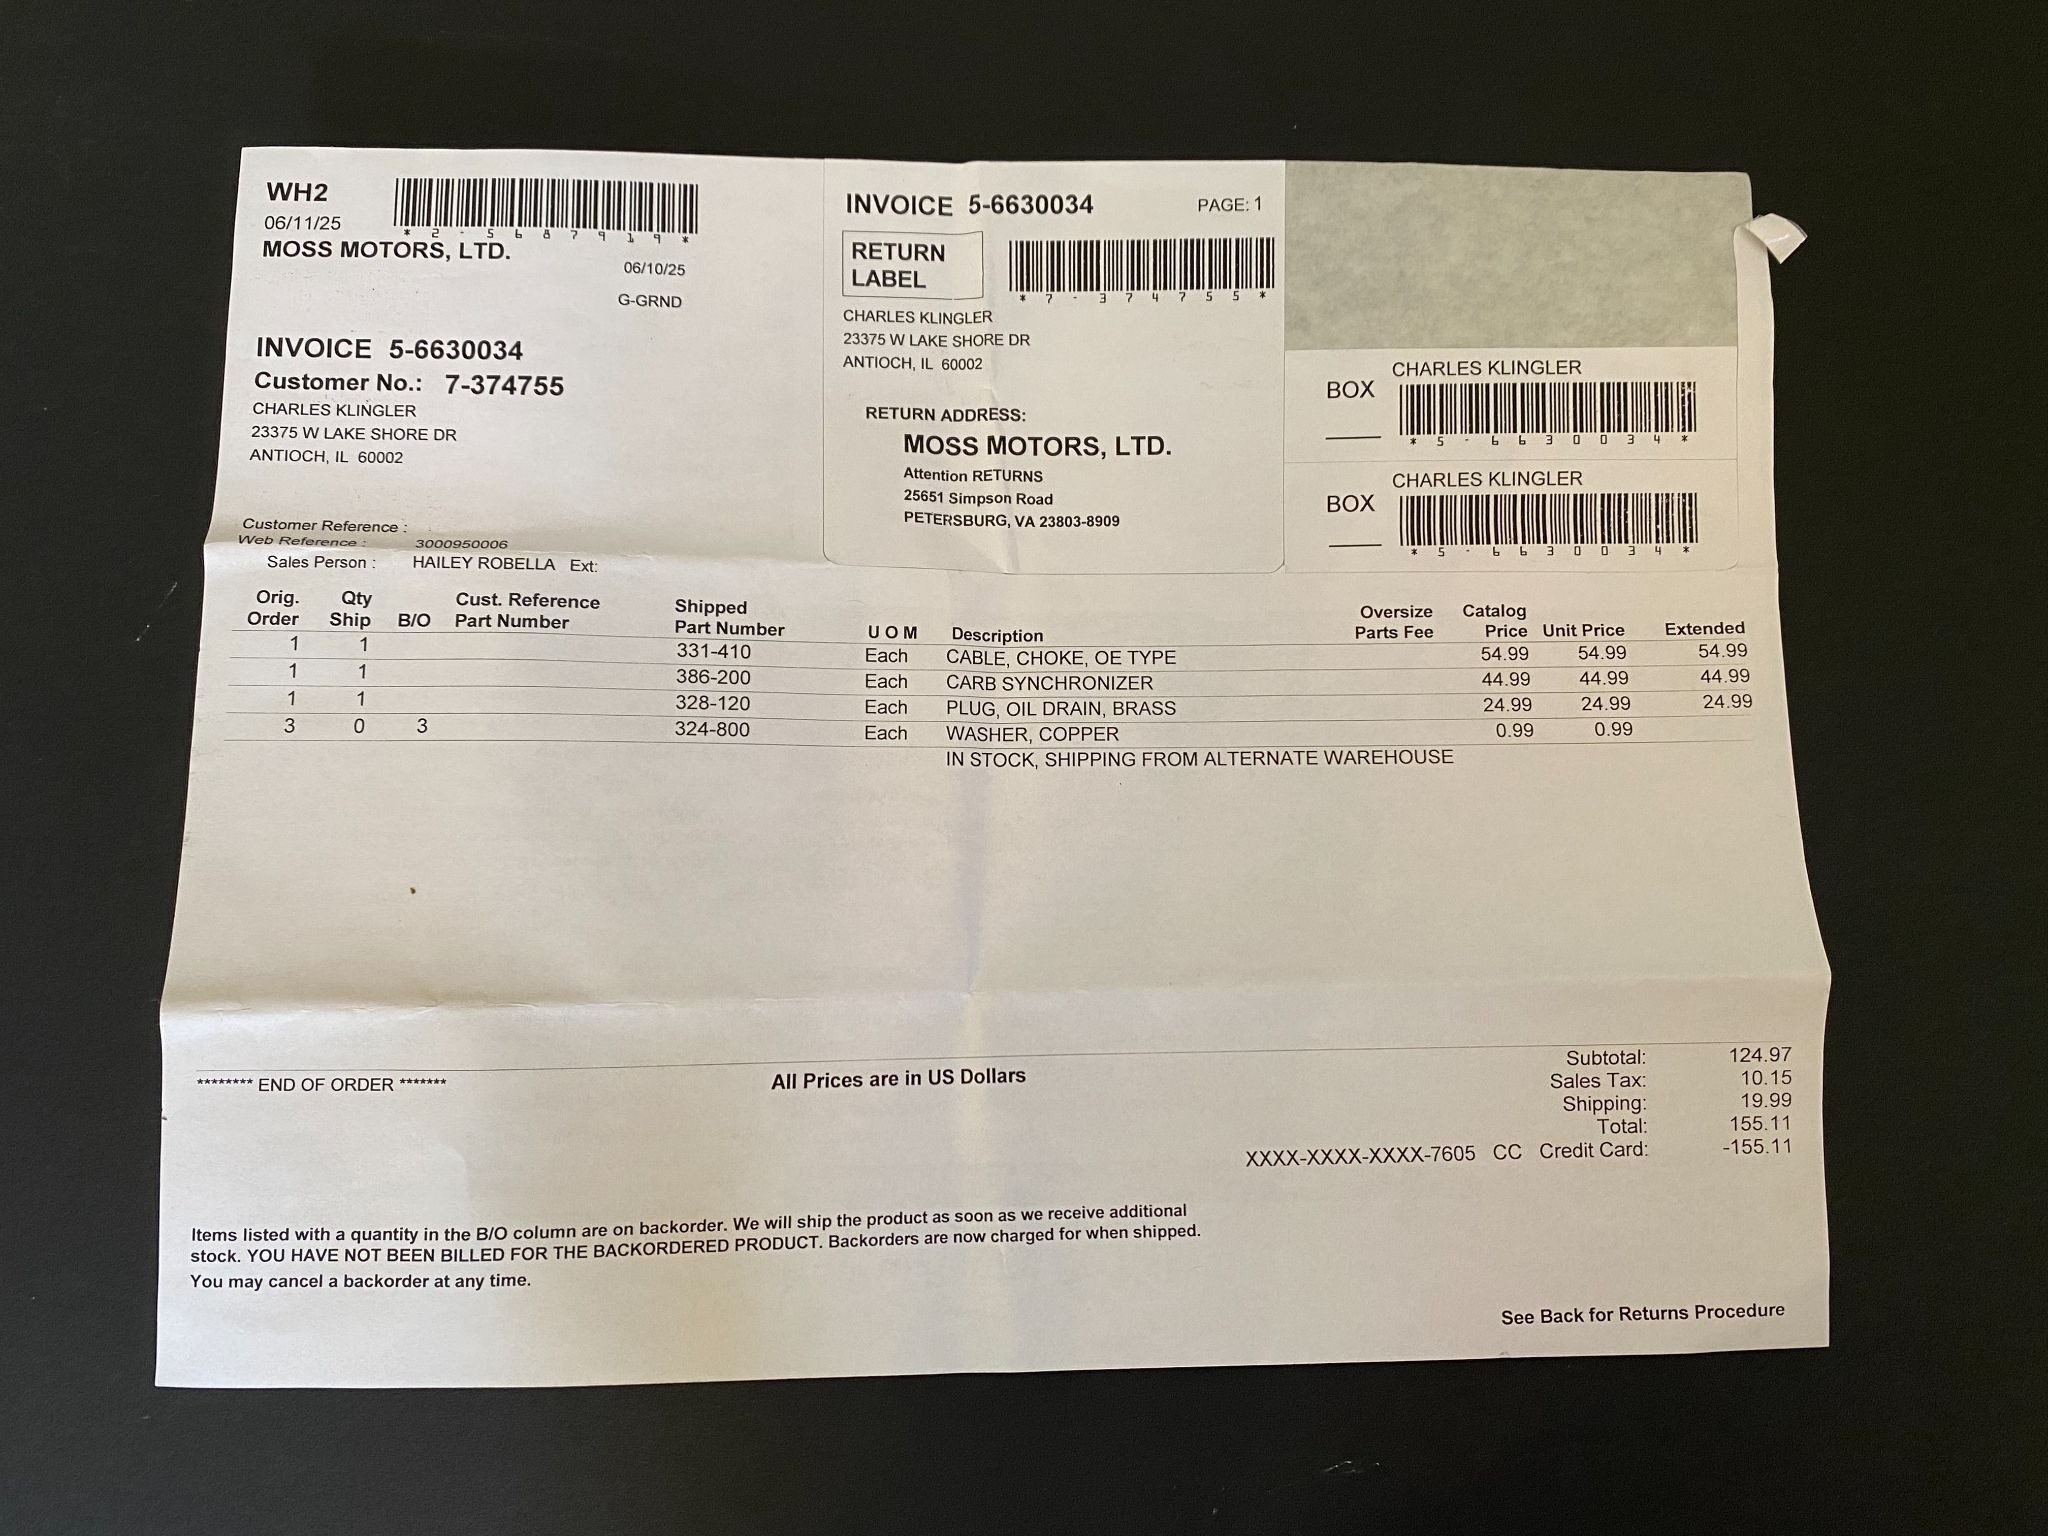 WH2
06/11/25
*2-5687919*
MOSS MOTORS, LTD.
06/10/25
G-GRND
INVOICE 5-6630034
Customer No.: 7-374755
CHARLES KLINGLER
23375 W LAKE SHORE DR
ANTIOCH, IL 60002
Customer Reference :
Web Reference : 3000950006
Sales Person : HAILEY ROBELLA Ext:
INVOICE 5-6630034 PAGE: 1
RETURN
LABEL
*7-374755*
CHARLES KLINGLER
23375 W LAKE SHORE DR
ANTIOCH, IL 60002
RETURN ADDRESS:
MOSS MOTORS, LTD.
Attention RETURNS
25651 Simpson Road
PETERSBURG, VA 23803-8909
CHARLES KLINGLER
BOX
*5-6630034*
CHARLES KLINGLER
BOX
*5-6630034*
Orig. Qty Cust. Reference Shipped Oversize Catalog
Order Ship B/O Part Number Part Number U O M Description Parts Fee Price Unit Price Extended
1 1 331-410 Each CABLE, CHOKE, OE TYPE 54.99 54.99 54.99
1 1 386-200 Each CARB SYNCHRONIZER 44.99 44.99 44.99
1 1 328-120 Each PLUG, OIL DRAIN, BRASS 24.99 24.99 24.99
3 0 3 324-800 Each WASHER, COPPER 0.99 0.99
IN STOCK, SHIPPING FROM ALTERNATE WAREHOUSE
******** END OF ORDER *******
All Prices are in US Dollars
Subtotal: 124.97
Sales Tax: 10.15
Shipping: 19.99
Total: 155.11
XXXX-XXXX-XXXX-7605 CC Credit Card: -155.11
Items listed with a quantity in the B/O column are on backorder. We will ship the product as soon as we receive additional
stock. YOU HAVE NOT BEEN BILLED FOR THE BACKORDERED PRODUCT. Backorders are now charged for when shipped.
You may cancel a backorder at any time.
See Back for Returns Procedure